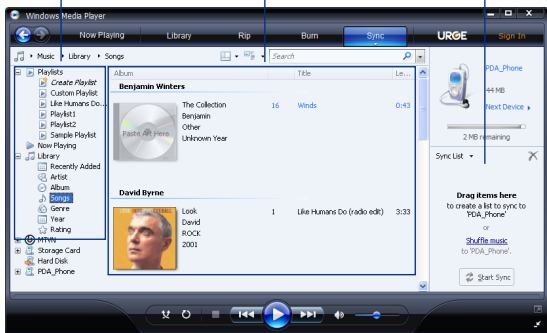 Windows Media Player
Now Playing Library Rip Burn Sync URGE Sign In
Music Library Songs
Search
Playlists
Create Playlist
Custom Playlist
Like Humans Do...
Playlist1
Playlist2
Sample Playlist
Now Playing
Library
Recently Added
Artist
Album
Songs
Genre
Year
Rating
MTVN
Storage Card
Hard Disk
PDA_Phone
Album Title Le...
Benjamin Winters
Paste Art Here
The Collection 16 Winds 0:43
Benjamin
Other
Unknown Year
David Byrne
Look 1 Like Humans Do (radio edit) 3:33
David
ROCK
2001
PDA_Phone
44 MB
Next Device
2 MB remaining
Sync List
Drag items here
to create a list to sync to
'PDA_Phone'
or
Shuffle music
to 'PDA_Phone'.
Start Sync